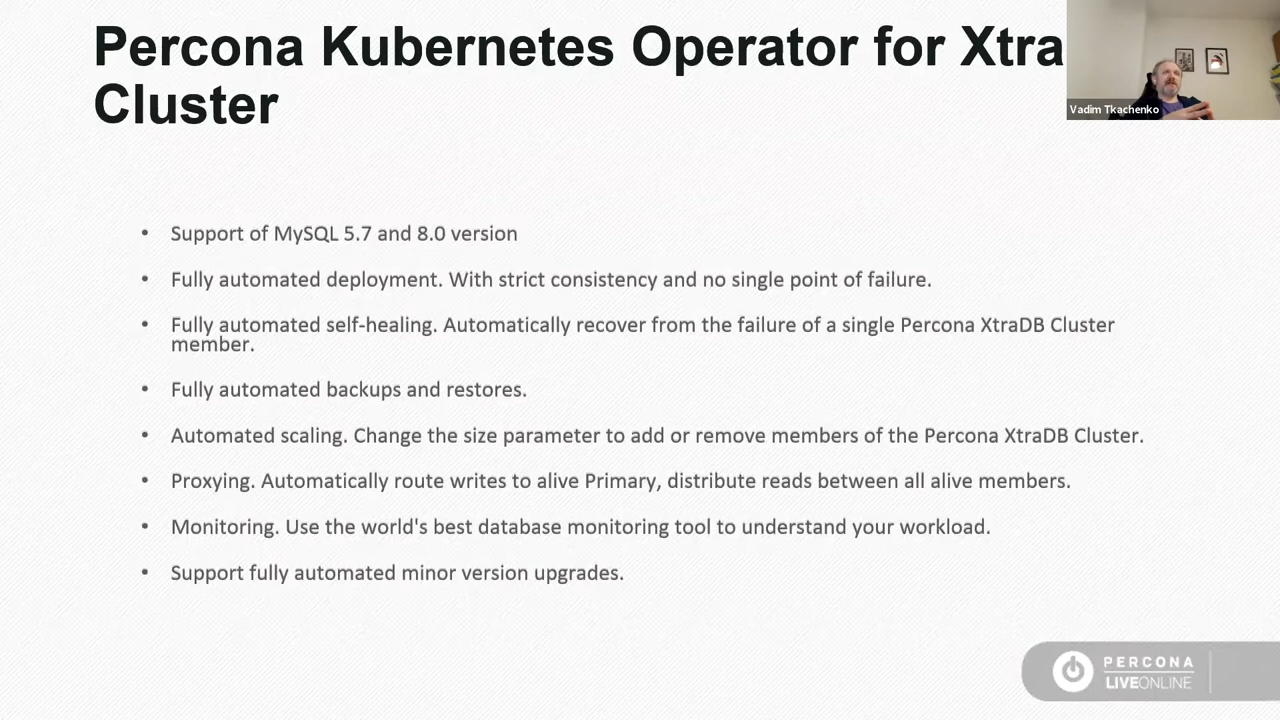 Percona Kubernetes Operator for Xtra
Cluster
Vadim Tkachenko
• Support of MySQL 5.7 and 8.0 version
• Fully automated deployment. With strict consistency and no single point of failure.
• Fully automated self-healing. Automatically recover from the failure of a single Percona XtraDB Cluster
member.
• Fully automated backups and restores.
• Automated scaling. Change the size parameter to add or remove members of the Percona XtraDB Cluster.
• Proxying. Automatically route writes to alive Primary, distribute reads between all alive members.
• Monitoring. Use the world's best database monitoring tool to understand your workload.
• Support fully automated minor version upgrades.
PERCONA
LIVEONLINE